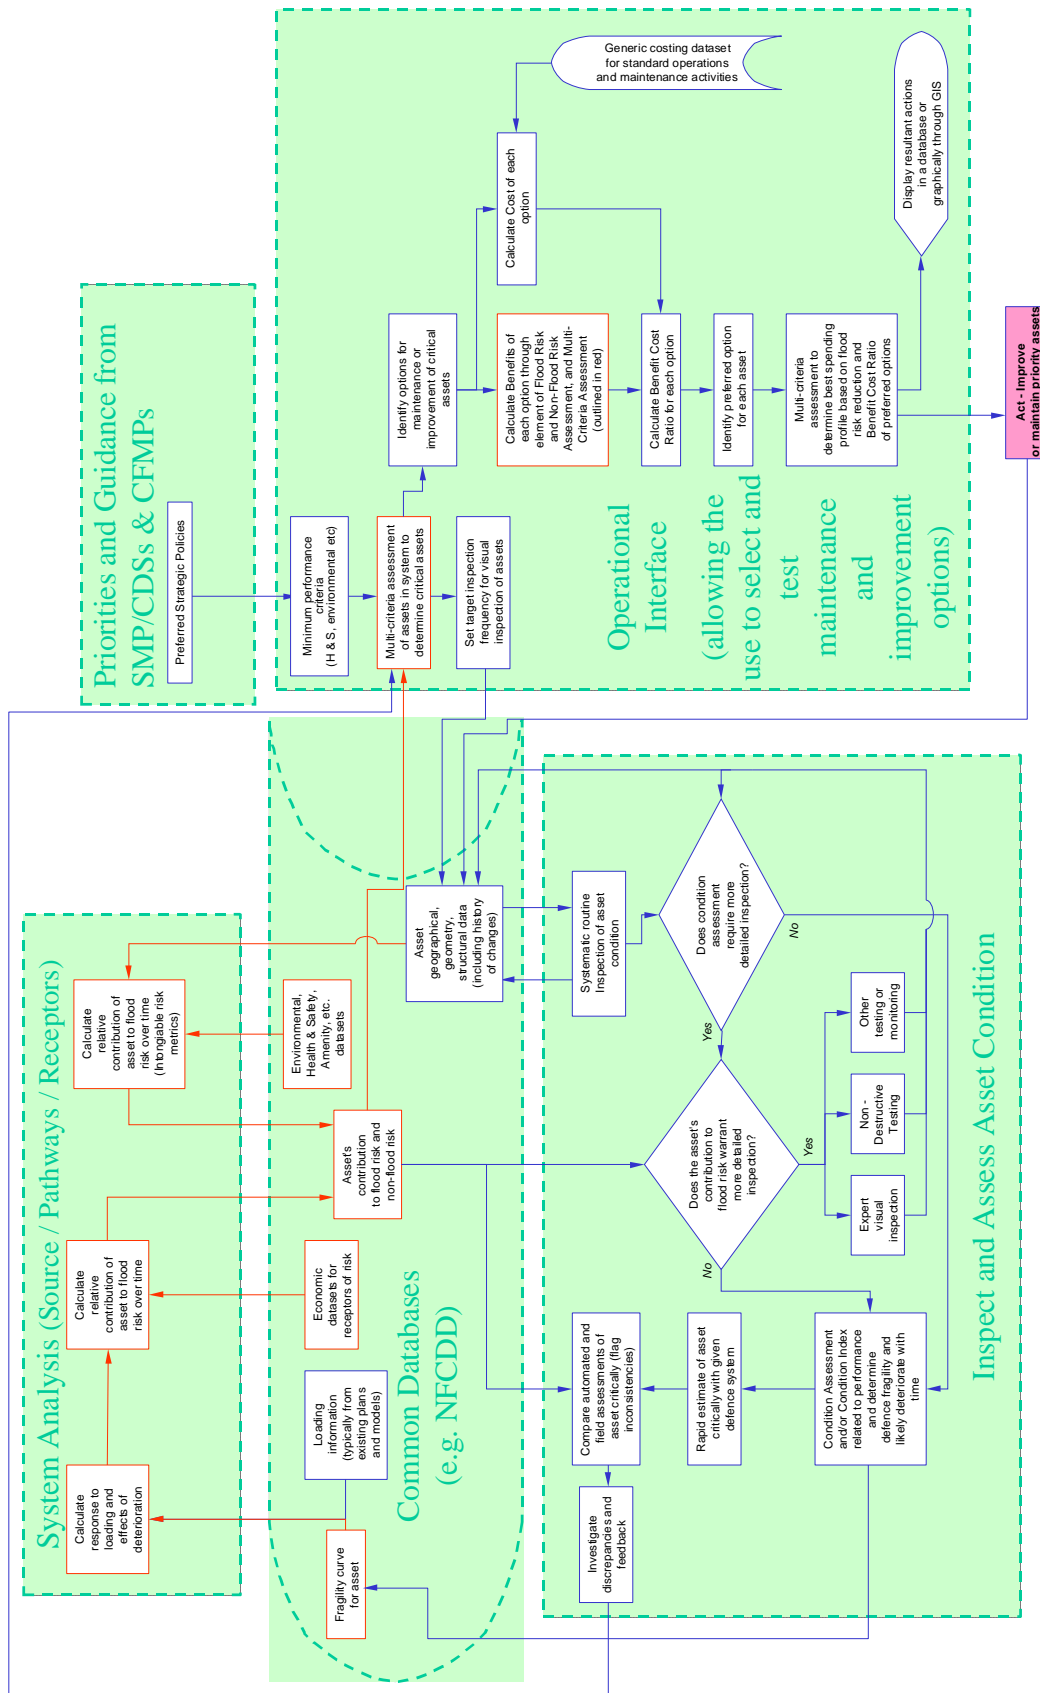 System Analysis (Source / Pathways / Receptors)
Calculate
response to
loading and
effects of
deterioration
Calculate
relative
contribution of
asset to flood
risk over time
Calculate
relative
contribution of
asset to flood
risk over time
(Intongible risk
metrics)
Priorities and Guidance from
SMP/CDSs & CFMPs
Preferred Strategic Policies
Common Databases
(e.g. NFCDD)
Fragility curve
for asset
Loading
information
(typically from
existing plans
and models)
Economic
datasets for
receptors of risk
Asset's
contribution
to flood risk and
non-flood risk
Environmental,
Health & Safety,
Amenity, etc.
datasets
Asset
geographical,
geometry,
structural data
(including history
of changes)
Minimum performance
criteria
(H & S, environmental etc)
Multi-criteria assessment
of assets in system to
determine critical assets
Set target inspection
frequency for visual
inspection of assets
Identify options for
maintenance or
improvement of critical
assets
Calculate Benefits of
each option through
element of Flood Risk
and Non-Flood Risk
Assessment, and Multi-
Criteria Assessment
(outlined in red)
Calculate Cost of each
option
Generic costing dataset
for standard operations
and maintenance activities
Calculate Benefit Cost
Ratio for each option
Identify preferred option
for each asset
Multi-criteria
assessment to
determine best spending
profile based on flood
risk reduction and
Benefit Cost Ratio
of preferred options
Display resultant actions
in a database or
graphically through GIS
Operational
Interface
(allowing the
use to select and
test
maintenance
and
improvement
options)
Act - Improve
or maintain priority assets
Investigate
discrepancies and
feedback
Compare automated and
field assessments of
asset critically (flag
inconsistencies)
Rapid estimate of asset
critically with given
defence system
Condition Assessment
and/or Condition Index
related to performance
and determine
defence fragility and
likely deteriorate with
time
Systematic routine
Inspection of asset
condition
Does condition
assessment
require more
detailed inspection?
Yes
No
Does the asset's
contribution to
flood risk warrant
more detailed
inspection?
No
Yes
Expert
visual
inspection
Non -
Destructive
Testing
Other
testing or
monitoring
Inspect and Assess Asset Condition